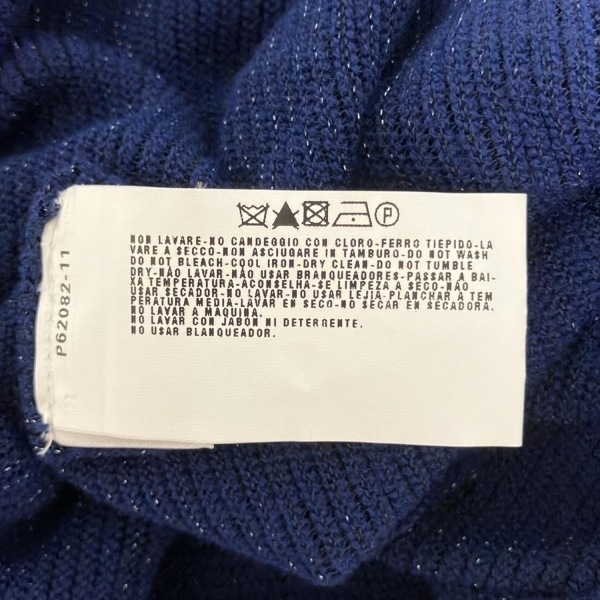 P
NON LAVARE-NO CANDEGGIO CON CLORO-FERRO TIEPIDO-LA
VARE A SECCO-NON ASCIUGARE IN TAMBURO-DO NOT WASH
DO NOT BLEACH-COOL IRON-DRY CLEAN-DO NOT TUMBLE
DRY-NÃO LAVAR-NÃO USAR BRANQUEADORES-PASSAR A BAI-
XA TEMPERATURA-ACONSELHA-SE LIMPEZA A SECO-NÃO
USAR SECADOR-NO LAVAR-NO USAR LEJIA-PLANCHAR A TEM
PERATURA MEDIA-LAVAR EN SECO-NO SECAR EN SECADORA.
NO LAVAR A MAQUINA.
NO LAVAR CON JABON NI DETERGENTE.
NO USAR BLANQUEADOR.
P62082-11